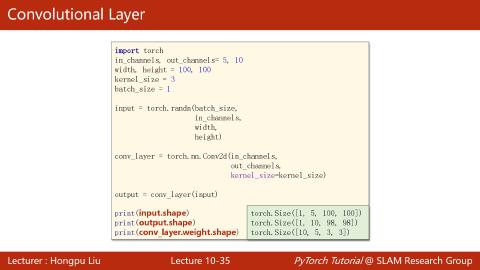 Convolutional Layer
import torch
in_channels, out_channels= 5, 10
width, height = 100, 100
kernel_size = 3
batch_size = 1
input = torch.randn(batch_size,
in_channels,
width,
height)
conv_layer = torch.nn.Conv2d(in_channels,
out_channels,
kernel_size=kernel_size)
output = conv_layer(input)
print(input.shape) torch.Size([1, 5, 100, 100])
print(output.shape) torch.Size([1, 10, 98, 98])
print(conv_layer.weight.shape) torch.Size([10, 5, 3, 3])
Lecturer : Hongpu Liu Lecture 10-35 PyTorch Tutorial @ SLAM Research Group